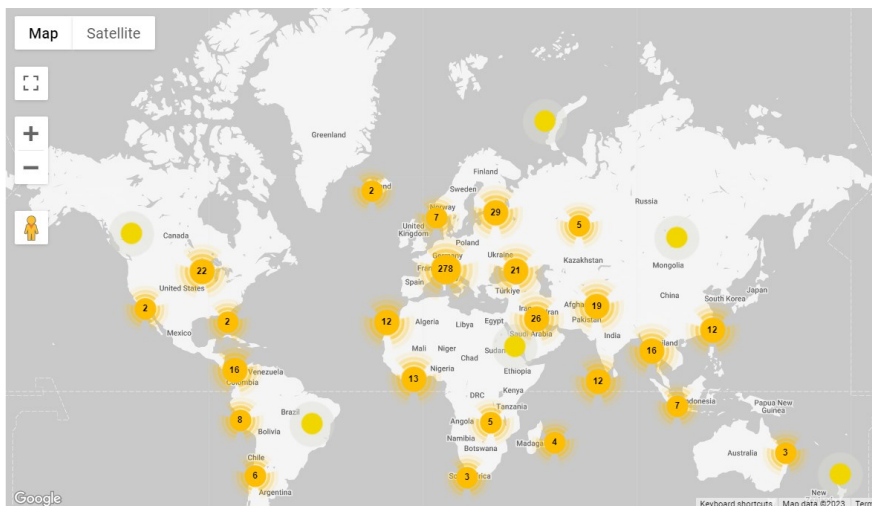 Map Satellite
Greenland
Finland
2
Sweden
Norway
7
29
Russia
5
United Kingdom
Canada
Poland
Germany
Ukraine
278
21
Kazakhstan
Mongolia
22
United States
Spain
Türkiye
China
Japan
South Korea
2
2
12
Algeria
Libya
Egypt
26
19
Pakistan
India
12
Mexico
Saudi Arabia
Mali
Niger
Sudan
Chad
16
16
Venezuela
Colombia
13
Nigeria
Ethiopia
12
DRC
Kenya
Tanzania
7
Indonesia
Papua New Guinea
8
Brazil
Bolivia
Angola
5
Namibia
Botswana
4
Australia
3
Chile
6
Argentina
3
New
Google
Keyboard shortcuts Map data ©2023 Term